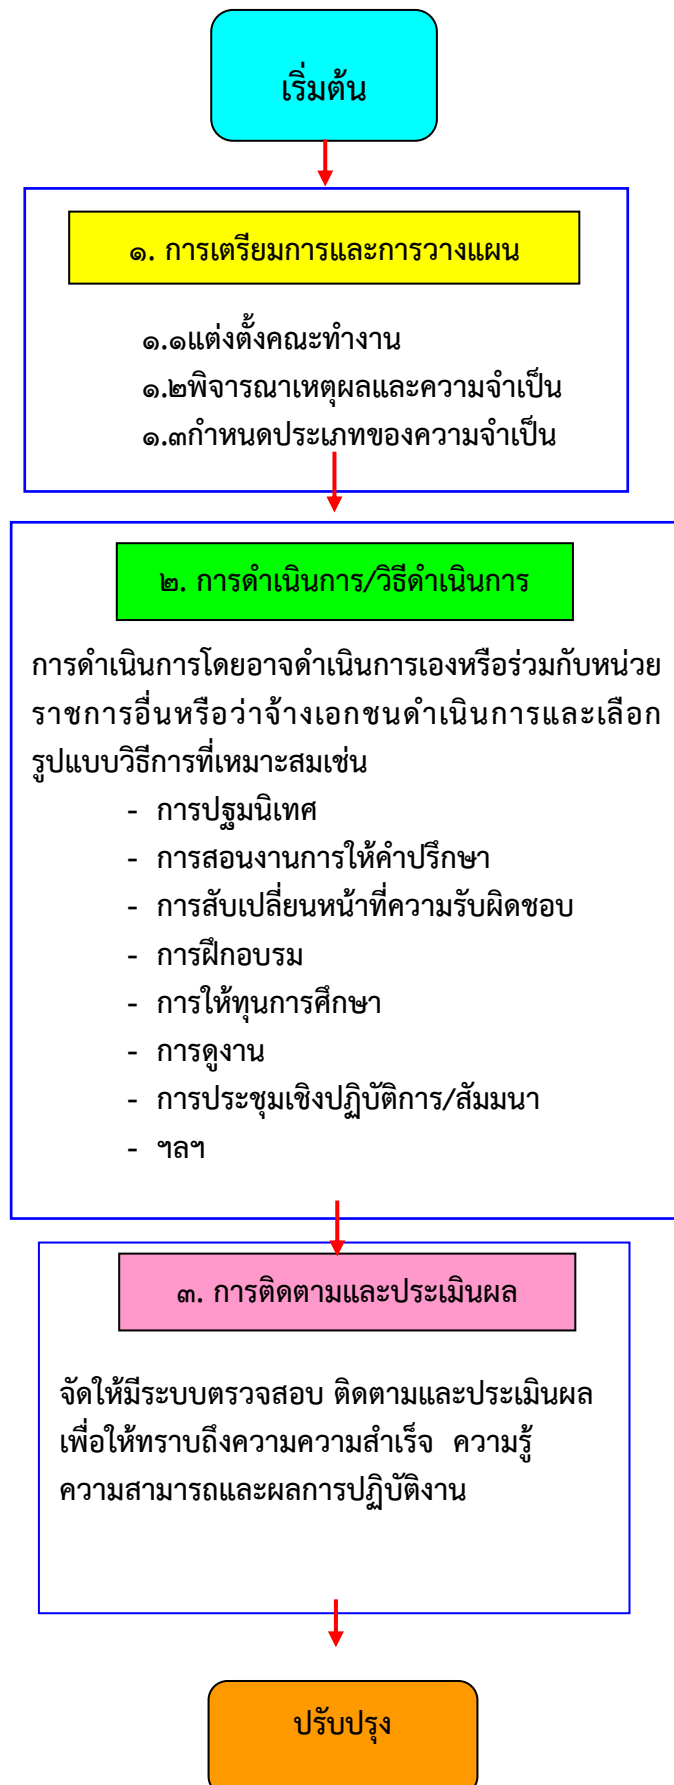 เริ่มต้น
๑. การเตรียมการและการวางแผน
๑.๑แต่งตั้งคณะทำงาน
๑.๒พิจารณาเหตุผลและความจำเป็น
๑.๓กำหนดประเภทของความจำเป็น
๒. การดำเนินการ/วิธีดำเนินการ
การดำเนินการโดยอาจดำเนินการเองหรือร่วมกับหน่วย
ราชการอื่นหรือว่าจ้างเอกชนดำเนินการและเลือก
รูปแบบวิธีการที่เหมาะสมเช่น
- การปฐมนิเทศ
- การสอนงานการให้คำปรึกษา
- การสับเปลี่ยนหน้าที่ความรับผิดชอบ
- การฝึกอบรม
- การให้ทุนการศึกษา
- การดูงาน
- การประชุมเชิงปฏิบัติการ/สัมมนา
- ฯลฯ
๓. การติดตามและประเมินผล
จัดให้มีระบบตรวจสอบ ติดตามและประเมินผล
เพื่อให้ทราบถึงความความสำเร็จ ความรู้
ความสามารถและผลการปฏิบัติงาน
ปรับปรุง